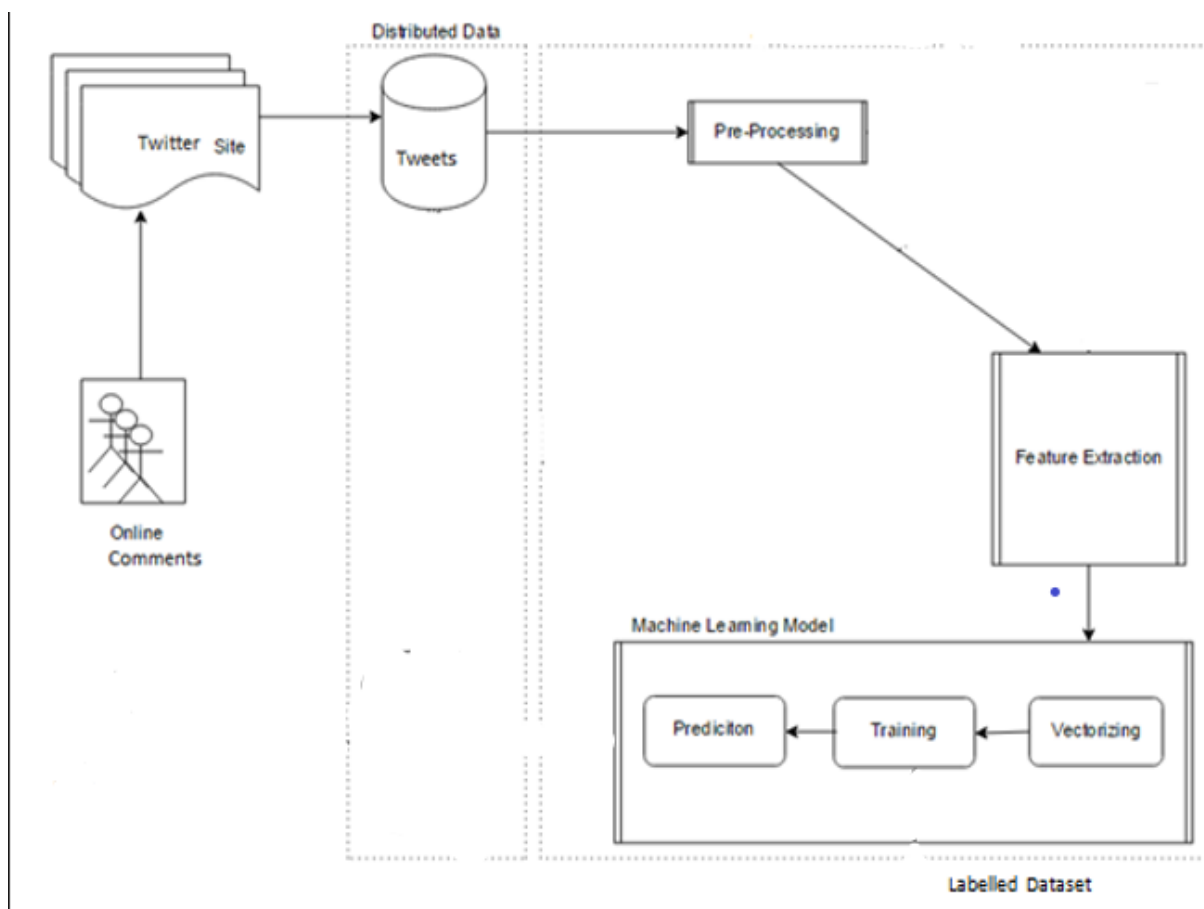 Distributed Data
Twitter Site
Tweets
Pre-Processing
Feature Extraction
Online
Comments
Machine Learning Model
Prediciton
Training
Vectorizing
Labelled Dataset